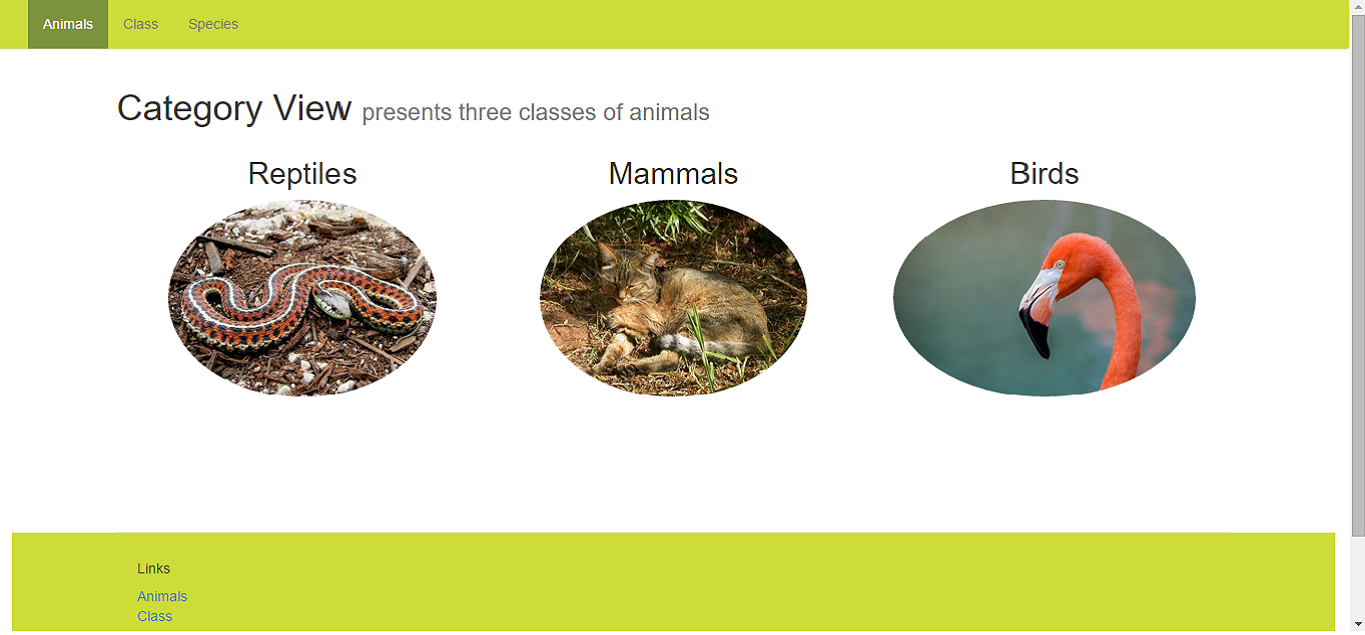 Animals Class Species
Category View presents three classes of animals
Reptiles Mammals Birds
Links
Animals
Class